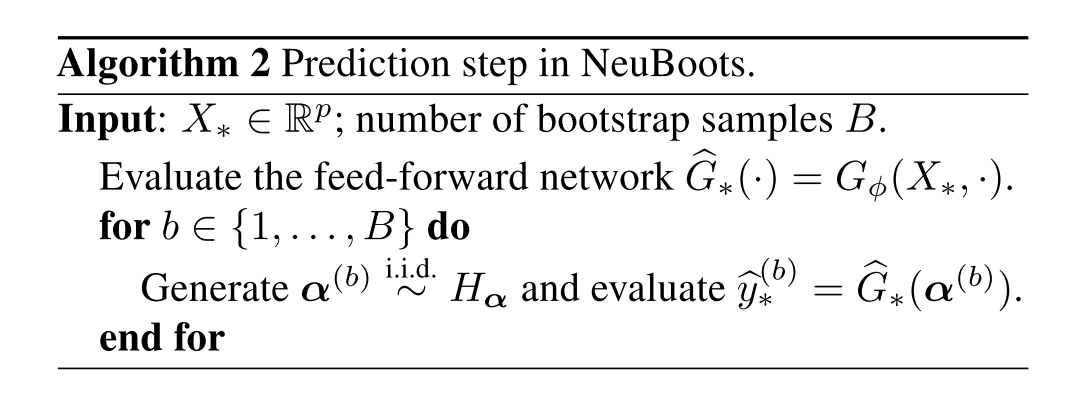 Algorithm 2 Prediction step in NeuBoots.
Input: $X_* \in \mathbb{R}^p$; number of bootstrap samples $B$.
Evaluate the feed-forward network $\widehat{G}_*(\cdot) = G_\phi(X_*, \cdot)$.
for $b \in \{1, \ldots, B\}$ do
Generate $\boldsymbol{\alpha}^{(b)} \overset{\text{i.i.d.}}{\sim} H_{\boldsymbol{\alpha}}$ and evaluate $\widehat{y}_*^{(b)} = \widehat{G}_*(\boldsymbol{\alpha}^{(b)})$.
end for